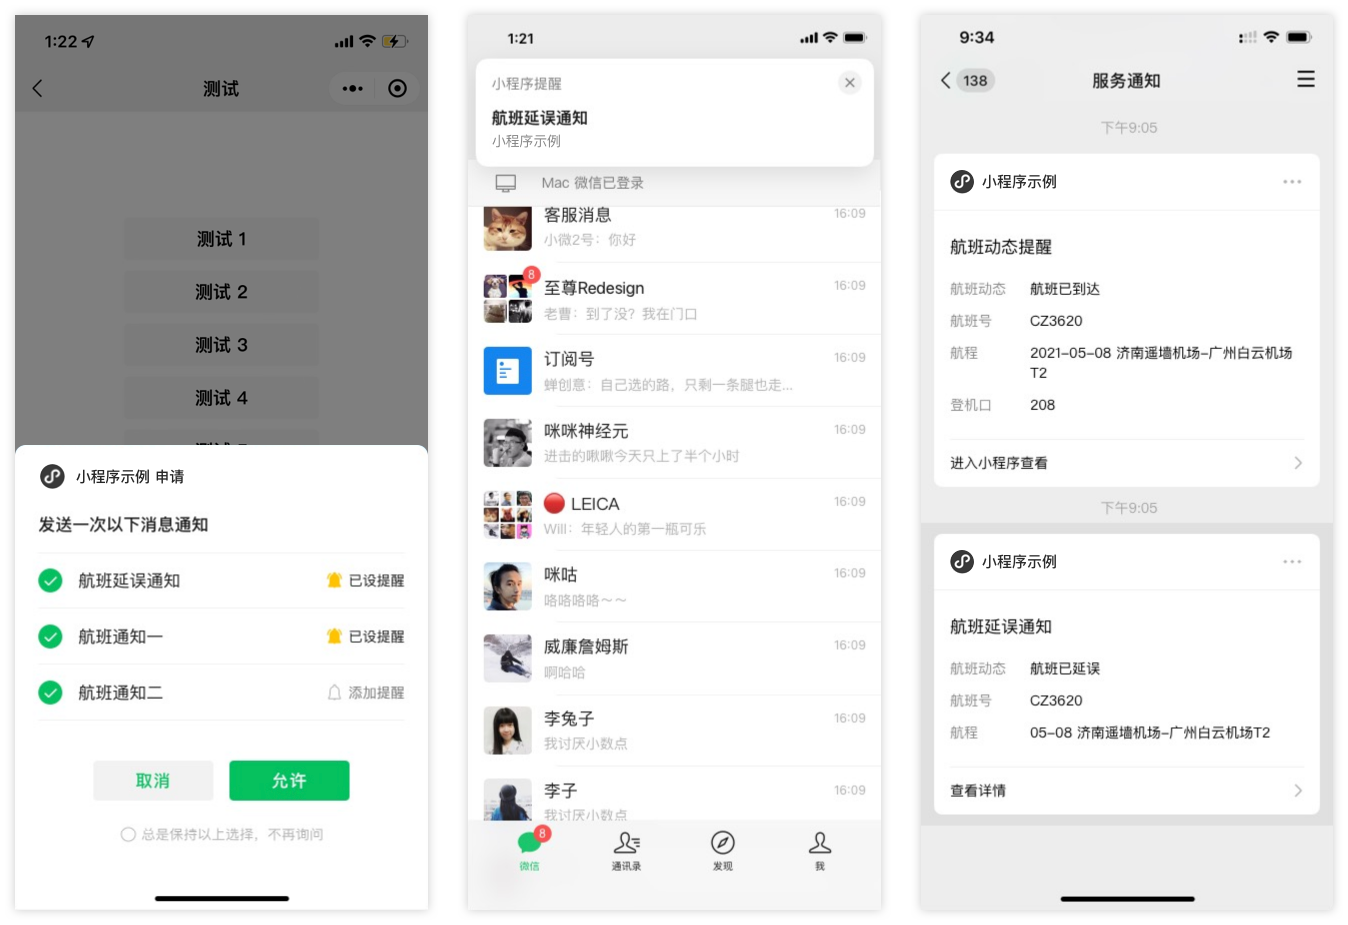 1:22
测试
测试 1
测试 2
测试 3
测试 4
小程序示例 申请
发送一次以下消息通知
航班延误通知 已设提醒
航班通知一 已设提醒
航班通知二 添加提醒
取消 允许
总是保持以上选择，不再询问
1:21
小程序提醒
航班延误通知
小程序示例
Mac 微信已登录
客服消息 16:09
小微2号：你好
8
至尊Redesign 16:09
老曹：到了没？我在门口
订阅号 16:09
蝉创意：自己选的路，只剩一条腿也走...
咪咪神经元 16:09
进击的啾啾今天只上了半个小时
LEICA 16:09
Will：年轻人的第一瓶可乐
咪咕 16:09
咯咯咯咯～～
威廉詹姆斯 16:09
啊哈哈
李兔子 16:09
我讨厌小数点
李子 16:09
我讨厌小数点
8
微信 通讯录 发现 我
9:34
138 服务通知
下午9:05
小程序示例
航班动态提醒
航班动态 航班已到达
航班号 CZ3620
航程 2021-05-08 济南遥墙机场-广州白云机场
T2
登机口 208
进入小程序查看
下午9:05
小程序示例
航班延误通知
航班动态 航班已延误
航班号 CZ3620
航程 05-08 济南遥墙机场-广州白云机场T2
查看详情